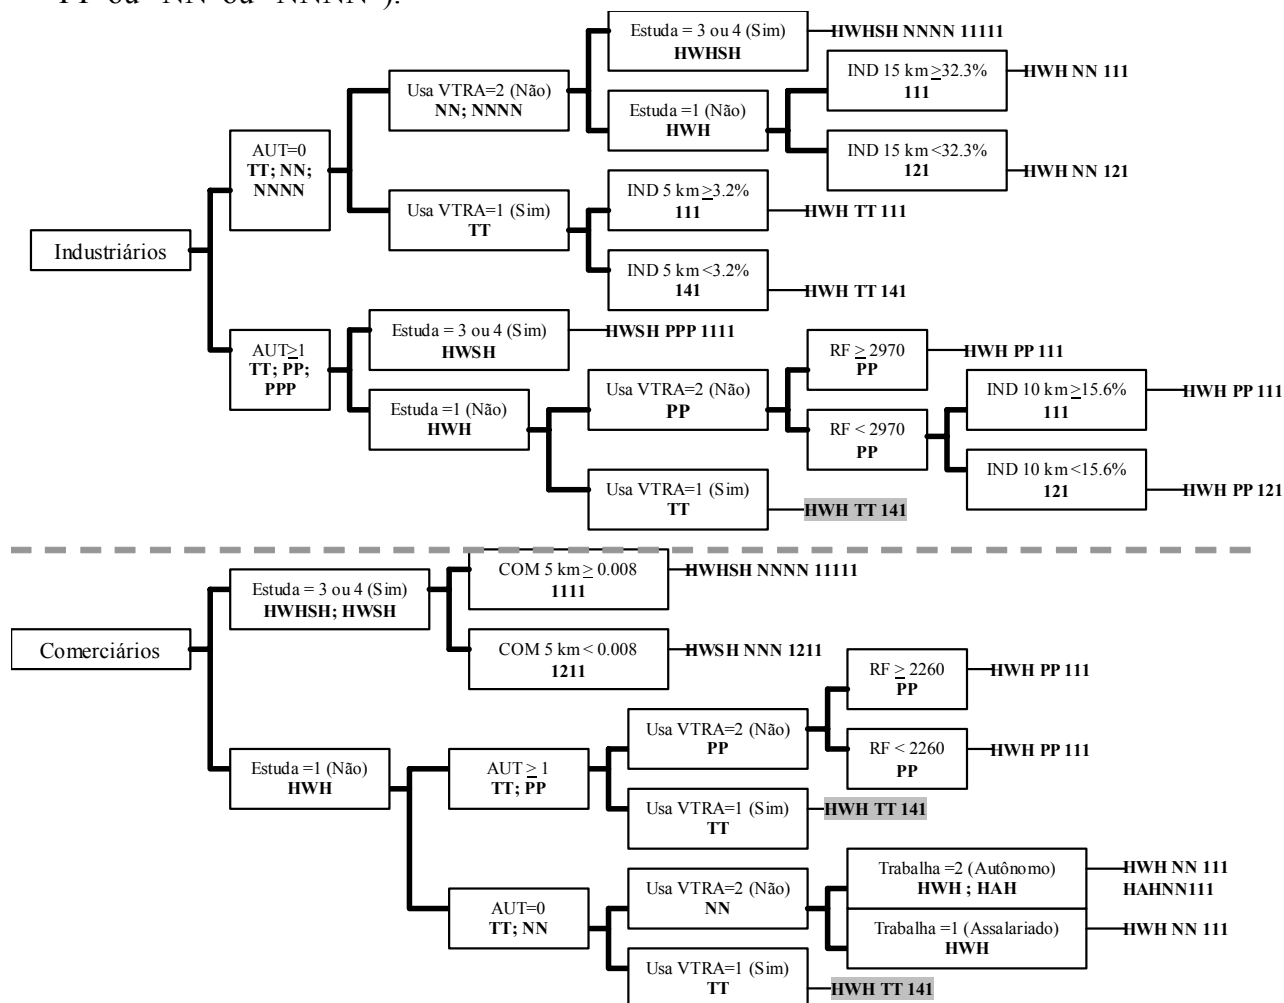 PP ou NN ou NNNN ).
Estuda = 3 ou 4 (Sim)
HWHSH
HWHSH NNNN 11111
Usa VTRA=2 (Não)
NN; NNNN
IND 15 km ≥32.3%
111
HWH NN 111
Estuda =1 (Não)
HWH
AUT=0
TT; NN;
NNNN
IND 15 km <32.3%
121
HWH NN 121
IND 5 km ≥3.2%
111
HWH TT 111
Usa VTRA=1 (Sim)
TT
Industriários
IND 5 km <3.2%
141
HWH TT 141
Estuda = 3 ou 4 (Sim)
HWSH
HWSH PPP 1111
AUT≥1
TT; PP;
PPP
RF ≥ 2970
PP
HWH PP 111
Usa VTRA=2 (Não)
PP
IND 10 km ≥15.6%
111
HWH PP 111
Estuda =1 (Não)
HWH
RF < 2970
PP
IND 10 km <15.6%
121
HWH PP 121
Usa VTRA=1 (Sim)
TT
HWH TT 141
COM 5 km ≥ 0.008
1111
HWHSH NNNN 11111
Estuda = 3 ou 4 (Sim)
HWHSH; HWSH
Comerciários
COM 5 km < 0.008
1211
HWSH NNN 1211
RF ≥ 2260
PP
HWH PP 111
Usa VTRA=2 (Não)
PP
RF < 2260
PP
HWH PP 111
Estuda =1 (Não)
HWH
AUT ≥ 1
TT; PP
Usa VTRA=1 (Sim)
TT
HWH TT 141
Trabalha =2 (Autônomo)
HWH ; HAH
HWH NN 111
HAHNN111
Usa VTRA=2 (Não)
NN
AUT=0
TT; NN
Trabalha =1 (Assalariado)
HWH
HWH NN 111
Usa VTRA=1 (Sim)
TT
HWH TT 141